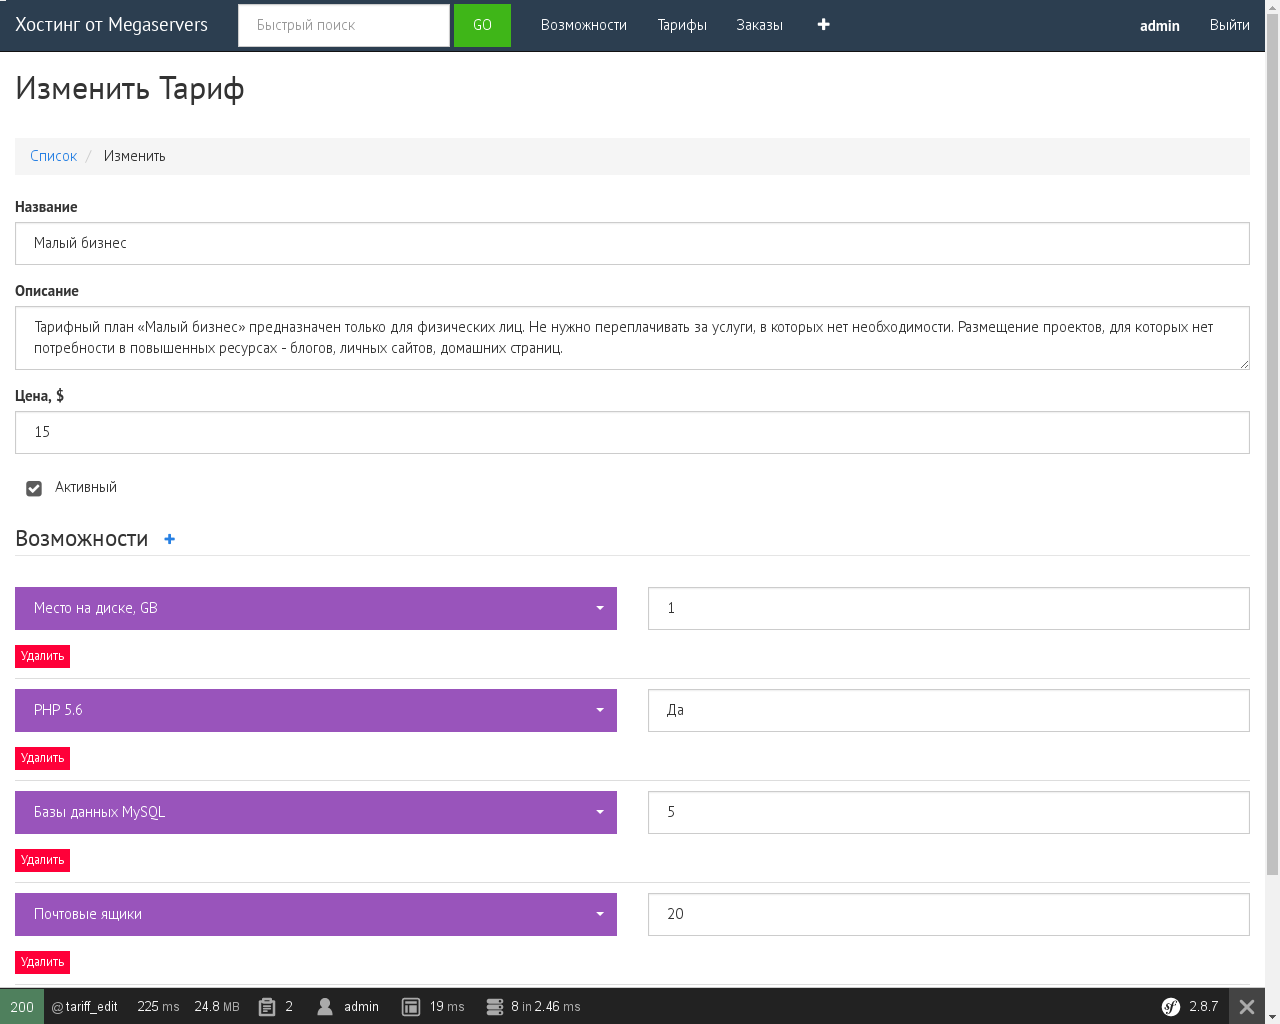 Хостинг от Megaservers Быстрый поиск GO Возможности Тарифы Заказы admin Выйти
Изменить Тариф
Список / Изменить
Название
Малый бизнес
Описание
Тарифный план «Малый бизнес» предназначен только для физических лиц. Не нужно переплачивать за услуги, в которых нет необходимости. Размещение проектов, для которых нет
потребности в повышенных ресурсах - блогов, личных сайтов, домашних страниц.
Цена, $
15
Активный
Возможности
Место на диске, GB 1
Удалить
PHP 5.6 Да
Удалить
Базы данных MySQL 5
Удалить
Почтовые ящики 20
Удалить
200 @ tariff_edit 225 ms 24.8 MB 2 admin 19 ms 8 in 2.46 ms sf 2.8.7